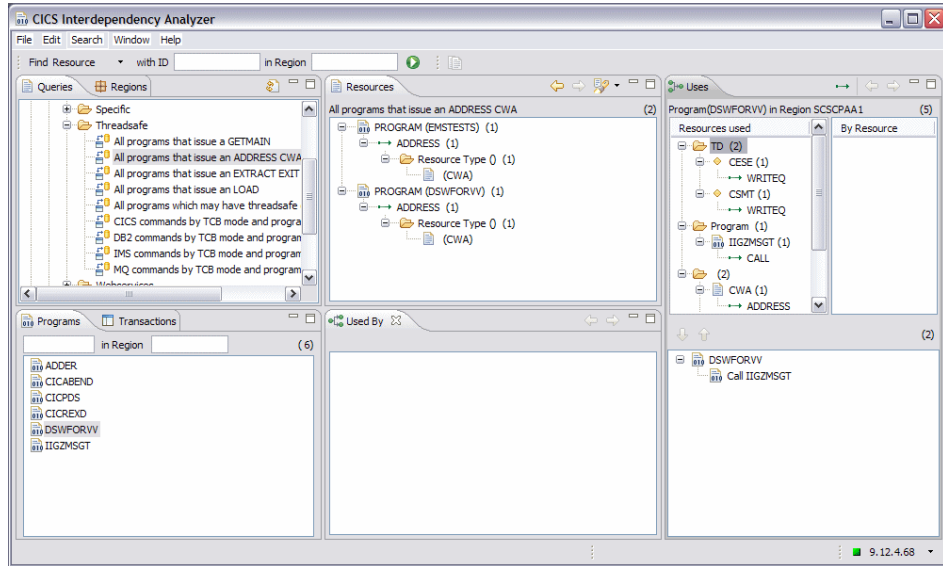 CICS Interdependency Analyzer
File Edit Search Window Help
Find Resource with ID in Region
Queries Regions
Specific
Threadsafe
All programs that issue a GETMAIN
All programs that issue an ADDRESS CWA
All programs that issue an EXTRACT EXIT
All programs that issue an LOAD
All programs which may have threadsafe
CICS commands by TCB mode and progra
DB2 commands by TCB mode and program
IMS commands by TCB mode and program
MQ commands by TCB mode and program
Webservices
Resources
All programs that issue an ADDRESS CWA (2)
PROGRAM (EMSTESTS) (1)
ADDRESS (1)
Resource Type () (1)
(CWA)
PROGRAM (DSWFORVV) (1)
ADDRESS (1)
Resource Type () (1)
(CWA)
Uses
Program(DSWFORVV) in Region SCSCPAA1 (5)
Resources used
By Resource
TD (2)
CESE (1)
WRITEQ
CSMT (1)
WRITEQ
Program (1)
IIGZMSGT (1)
CALL
(2)
CWA (1)
ADDRESS
(2)
DSWFORVV
Call IIGZMSGT
Programs Transactions
in Region (6)
ADDER
CICABEND
CICPDS
CICREXD
DSWFORVV
IIGZMSGT
Used By
9.12.4.68